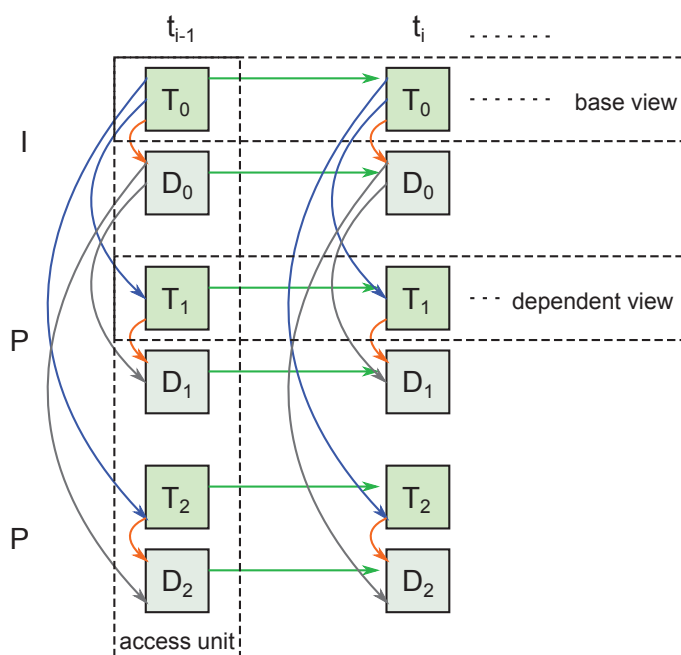 t_{i-1} t_i ·······
T_0 T_0 ······ base view
I
D_0 D_0
T_1 T_1 ···· dependent view
P
D_1 D_1
T_2 T_2
P
D_2 D_2
access unit